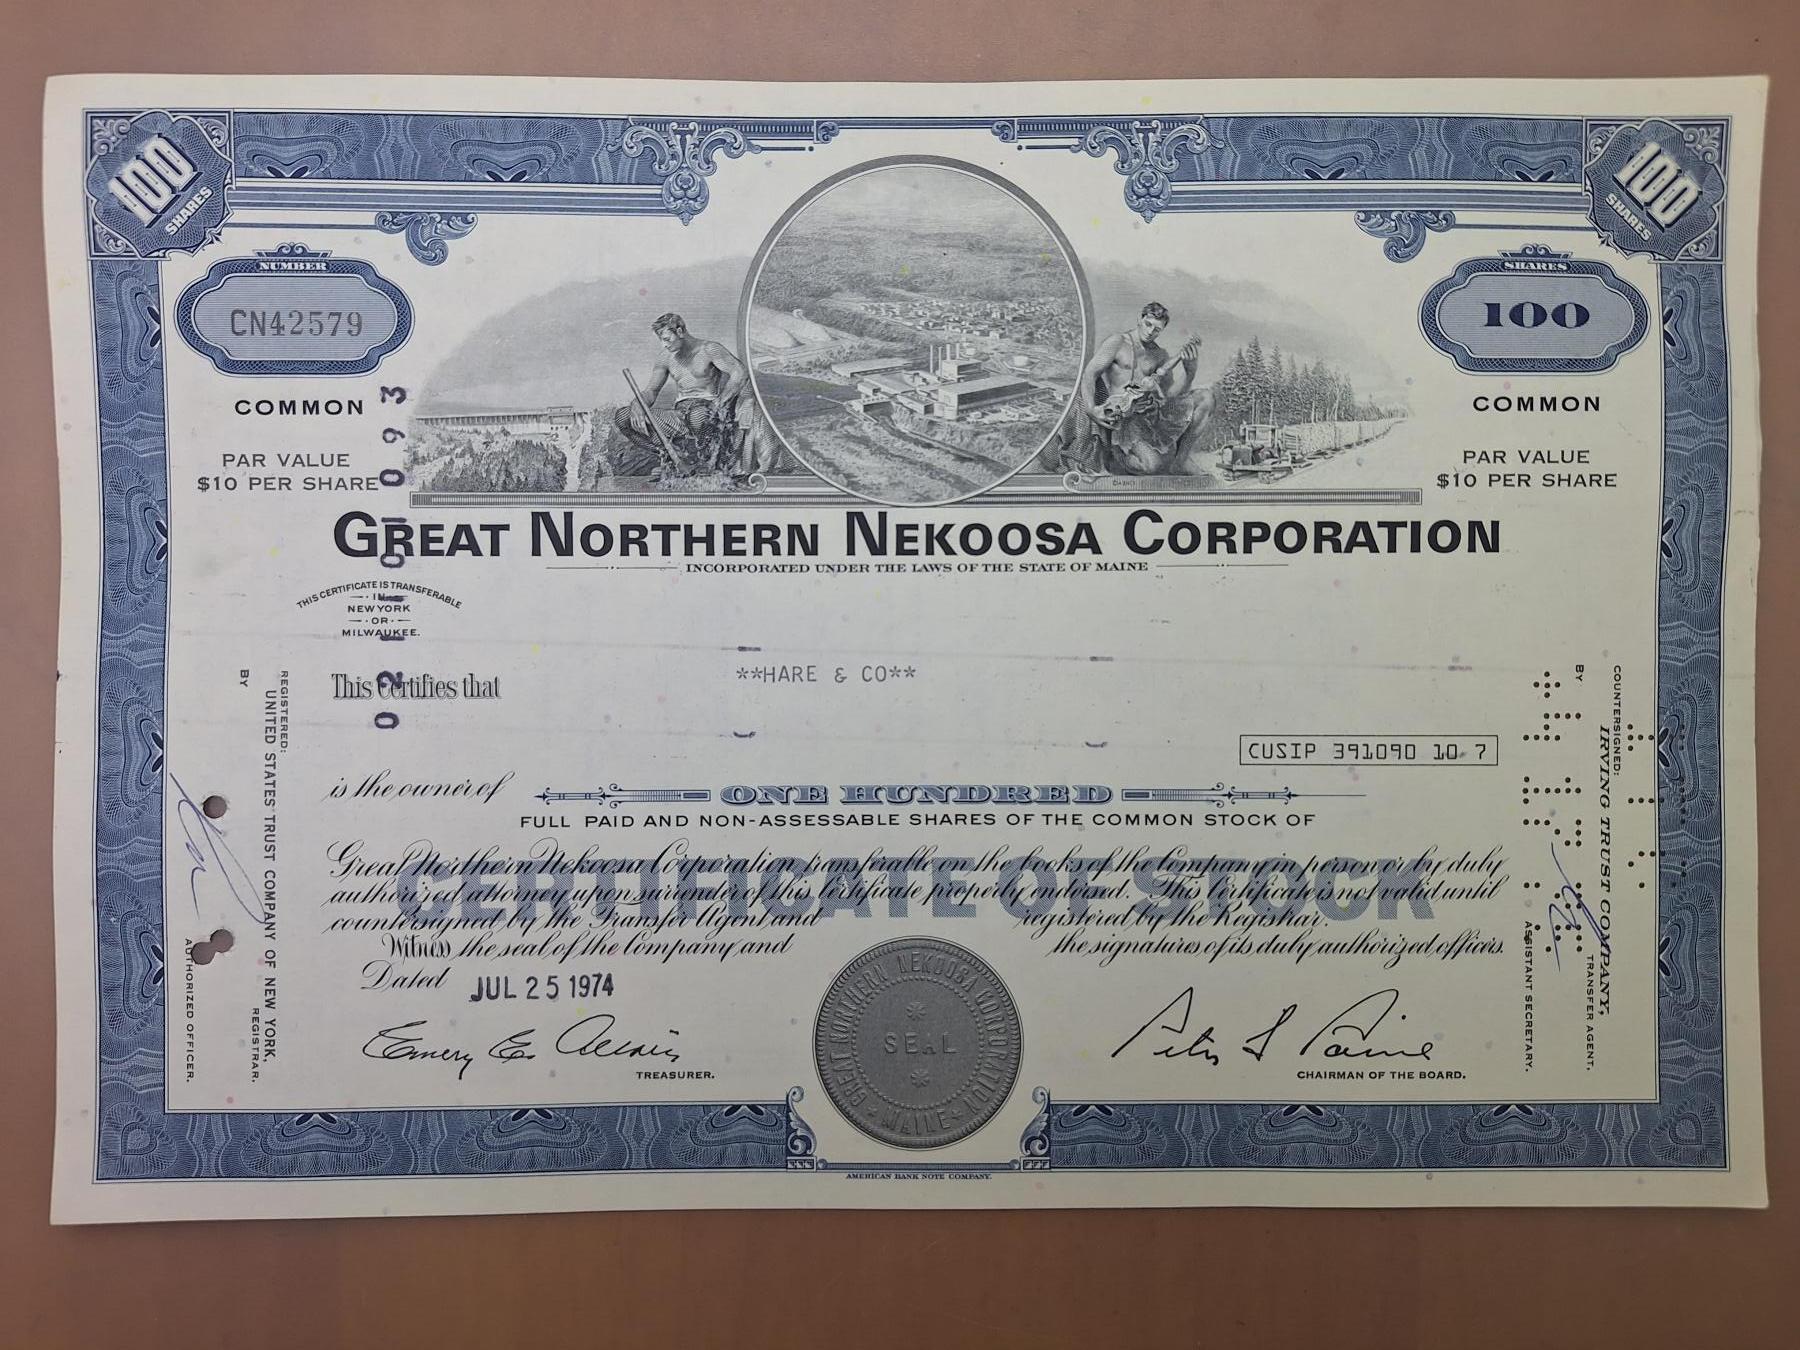 100
SHARES
100
SHARES
NUMBER
CN42579
SHARES
100
COMMON
COMMON
PAR VALUE
$10 PER SHARE
PAR VALUE
$10 PER SHARE
GREAT NORTHERN NEKOOSA CORPORATION
INCORPORATED UNDER THE LAWS OF THE STATE OF MAINE
THIS CERTIFICATE IS TRANSFERABLE
IN
NEW YORK
OR
MILWAUKEE.
This Certifies that
**HARE & CO**
CUSIP 391090 10 7
is the owner of
ONE HUNDRED
FULL PAID AND NON-ASSESSABLE SHARES OF THE COMMON STOCK OF
CERTIFICATE OF STOCK
Great Northern Nekoosa Corporation, transferable on the books of the Company in person or by duly
authorized attorney upon surrender of this Certificate properly endorsed. This Certificate is not valid until
countersigned by the Transfer Agent and registered by the Registrar.
Witness the seal of the Company and the signatures of its duly authorized officers.
Dated JUL 25 1974
TREASURER.
Peter S Paine
CHAIRMAN OF THE BOARD.
GREAT NORTHERN NEKOOSA CORPORATION
SEAL
MAINE
AMERICAN BANK NOTE COMPANY.
REGISTERED:
UNITED STATES TRUST COMPANY OF NEW YORK,
REGISTRAR.
BY
AUTHORIZED OFFICER.
COUNTERSIGNED:
IRVING TRUST COMPANY,
TRANSFER AGENT,
BY
ASSISTANT SECRETARY.